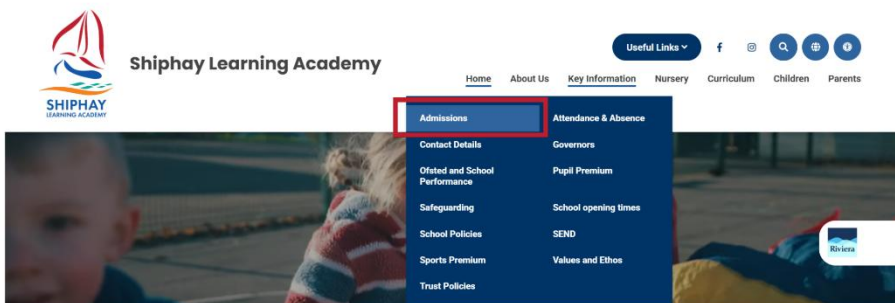 Useful Links
Shiphay Learning Academy
Home About Us Key Information Nursery Curriculum Children Parents
SHIPHAY
LEARNING ACADEMY
Admissions Attendance & Absence
Contact Details Governors
Ofsted and School Pupil Premium
Performance
Safeguarding School opening times
School Policies SEND
Sports Premium Values and Ethos
Trust Policies
Riviera